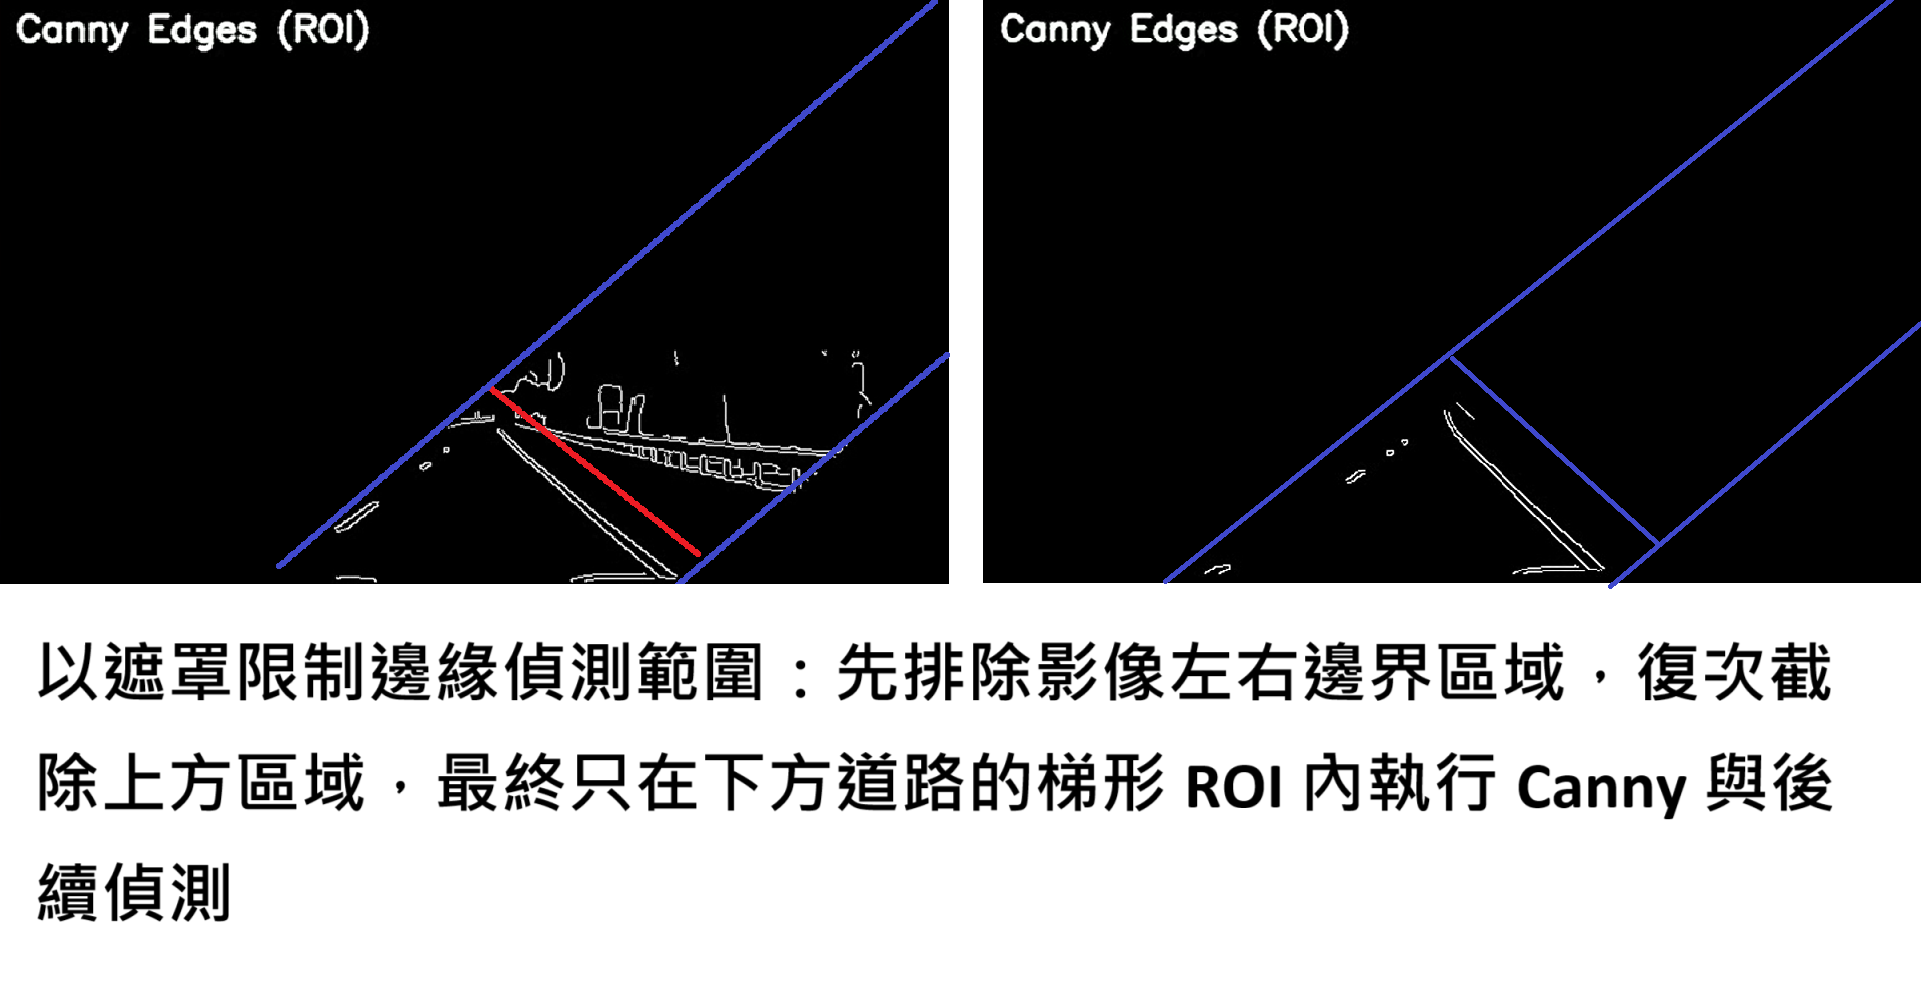 Canny Edges (ROI)
Canny Edges (ROI)
以遮罩限制邊緣偵測範圍：先排除影像左右邊界區域，復次截
除上方區域，最終只在下方道路的梯形 ROI 內執行 Canny 與後
續偵測